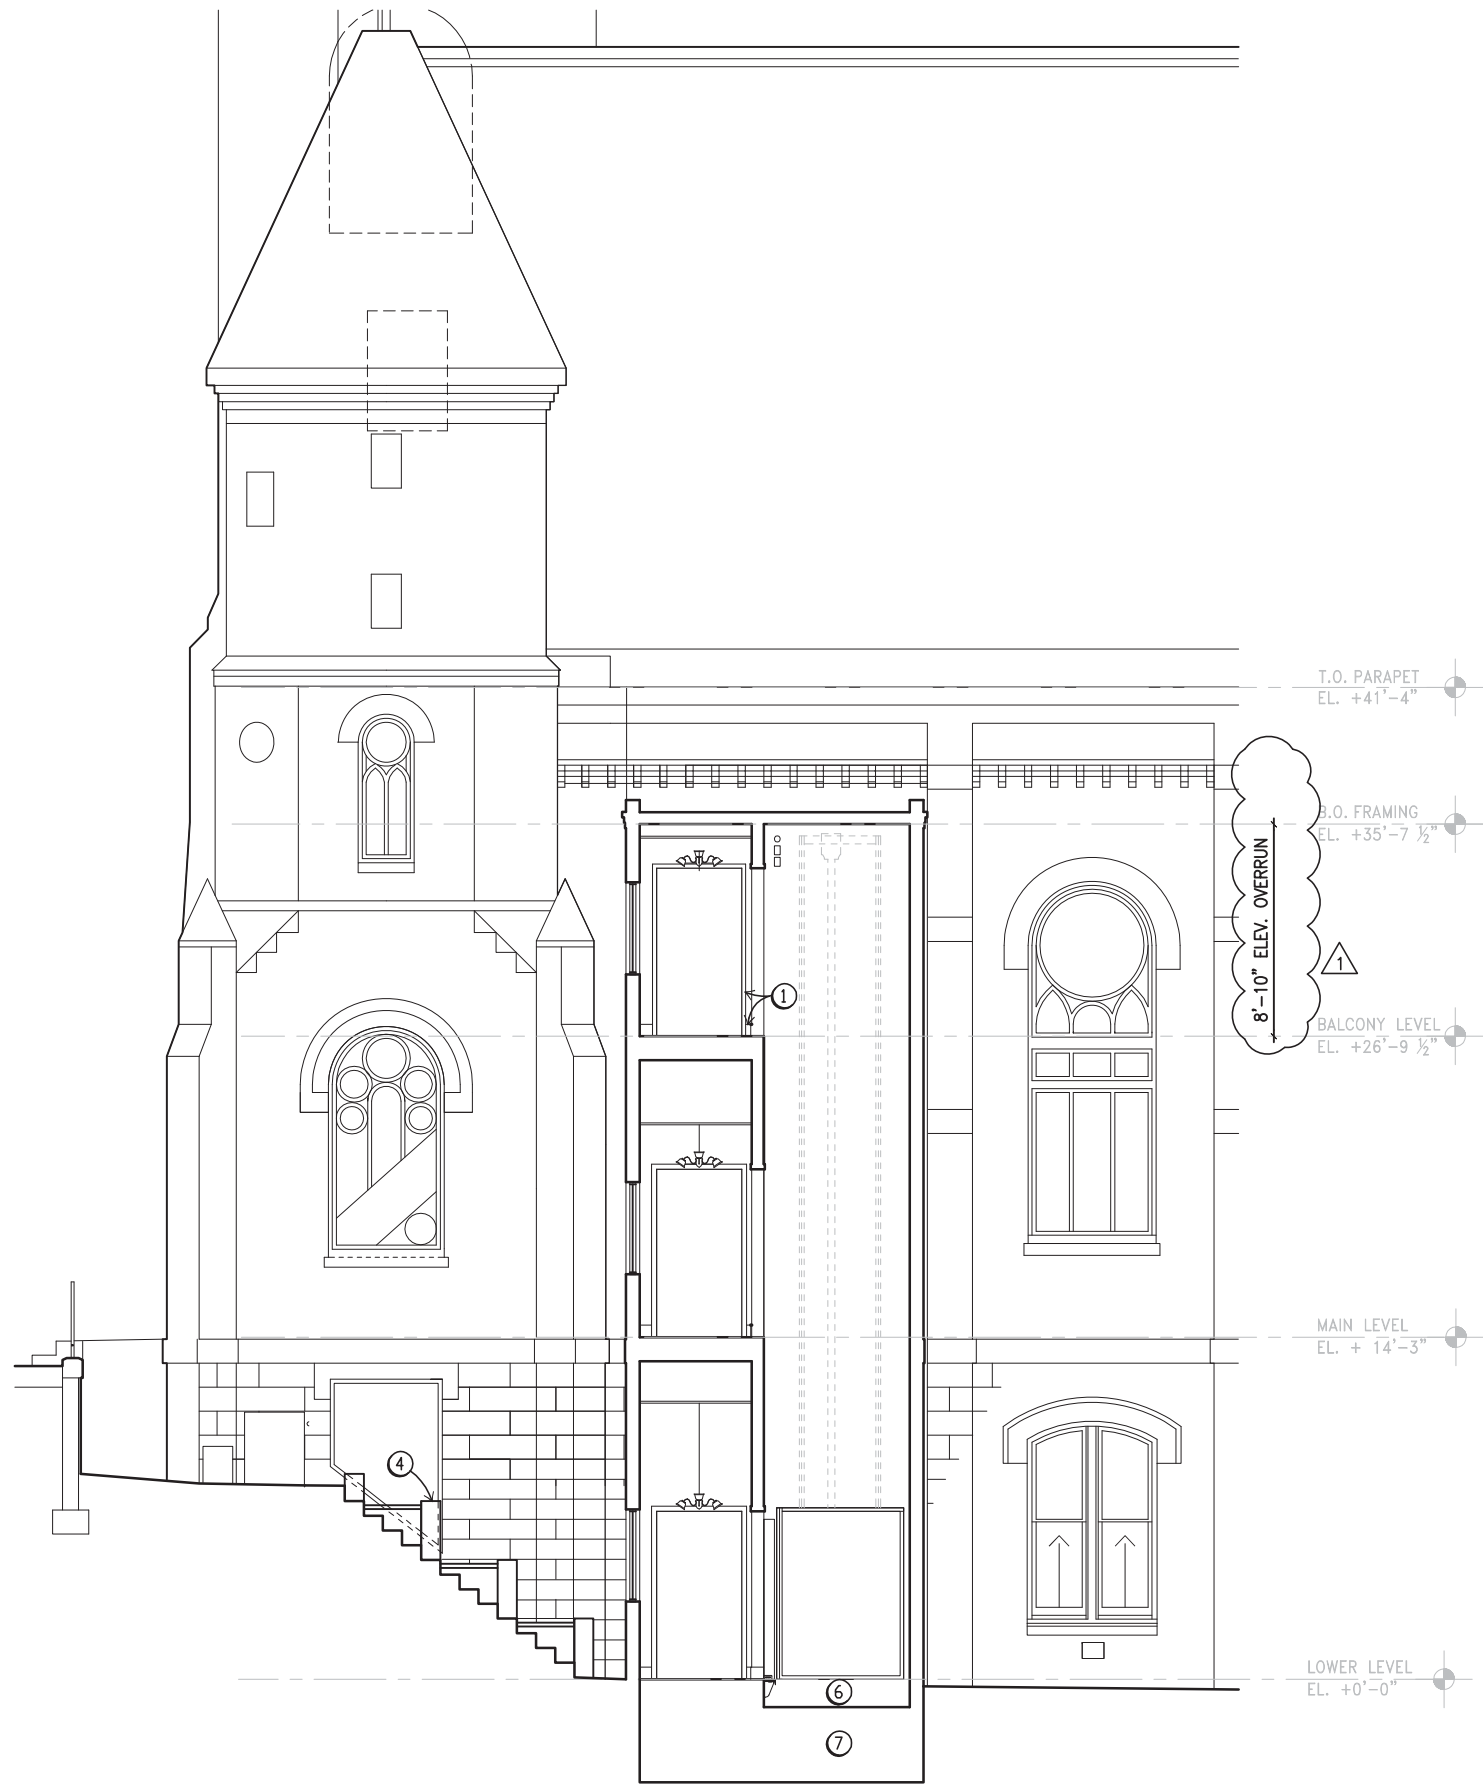 T.O. PARAPET
EL. +41'-4"
B.O. FRAMING
EL. +35'-7 ½"
8'-10" ELEV. OVERRUN
1
1
BALCONY LEVEL
EL. +26'-9 ½"
MAIN LEVEL
EL. + 14'-3"
4
LOWER LEVEL
EL. +0'-0"
6
7